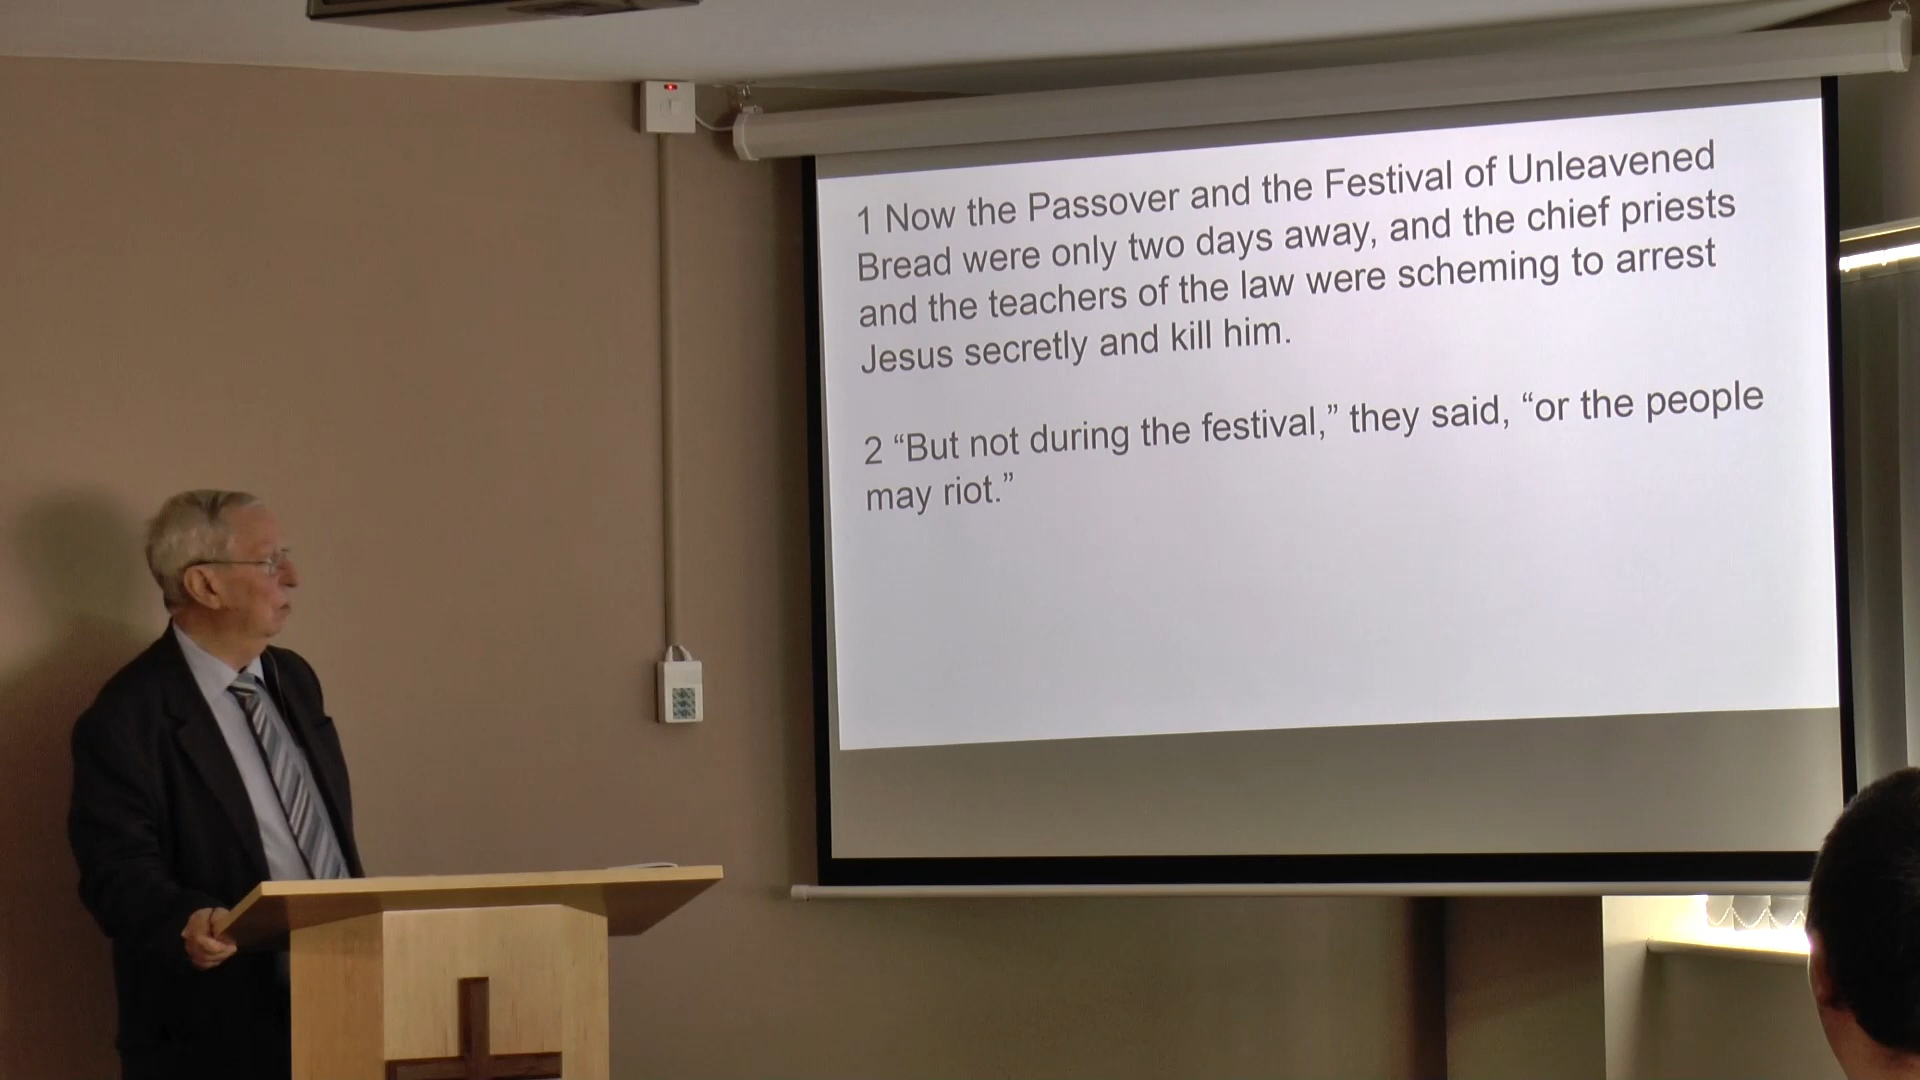 1 Now the Passover and the Festival of Unleavened
Bread were only two days away, and the chief priests
and the teachers of the law were scheming to arrest
Jesus secretly and kill him.
2 “But not during the festival,” they said, “or the people
may riot.”